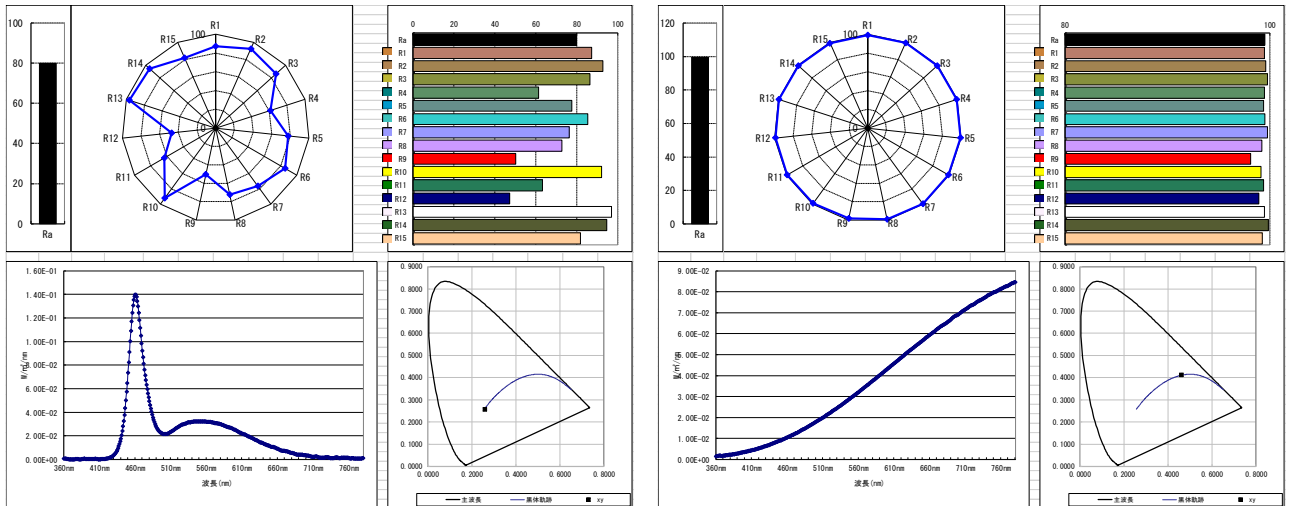 100
80
60
40
20
0
Ra
R1
R2
R3
R4
R5
R6
R7
R8
R9
R10
R11
R12
R13
R14
R15
100
0
0 20 40 60 80 100
Ra
R1
R2
R3
R4
R5
R6
R7
R8
R9
R10
R11
R12
R13
R14
R15
120
100
80
60
40
20
0
Ra
R1
R2
R3
R4
R5
R6
R7
R8
R9
R10
R11
R12
R13
R14
R15
100
0
80 100
Ra
R1
R2
R3
R4
R5
R6
R7
R8
R9
R10
R11
R12
R13
R14
R15
1.60E-01
1.40E-01
1.20E-01
1.00E-01
8.00E-02
6.00E-02
4.00E-02
2.00E-02
0.00E+00
W/㎡/nm
360nm 410nm 460nm 510nm 560nm 610nm 660nm 710nm 760nm
波長(nm)
0.9000
0.8000
0.7000
0.6000
0.5000
0.4000
0.3000
0.2000
0.1000
0.0000
0.0000 0.2000 0.4000 0.6000 0.8000
主波長 黒体軌跡 xy
9.00E-02
8.00E-02
7.00E-02
6.00E-02
5.00E-02
4.00E-02
3.00E-02
2.00E-02
1.00E-02
0.00E+00
W/㎡/nm
360nm 410nm 460nm 510nm 560nm 610nm 660nm 710nm 760nm
波長(nm)
0.9000
0.8000
0.7000
0.6000
0.5000
0.4000
0.3000
0.2000
0.1000
0.0000
0.0000 0.2000 0.4000 0.6000 0.8000
主波長 黒体軌跡 xy